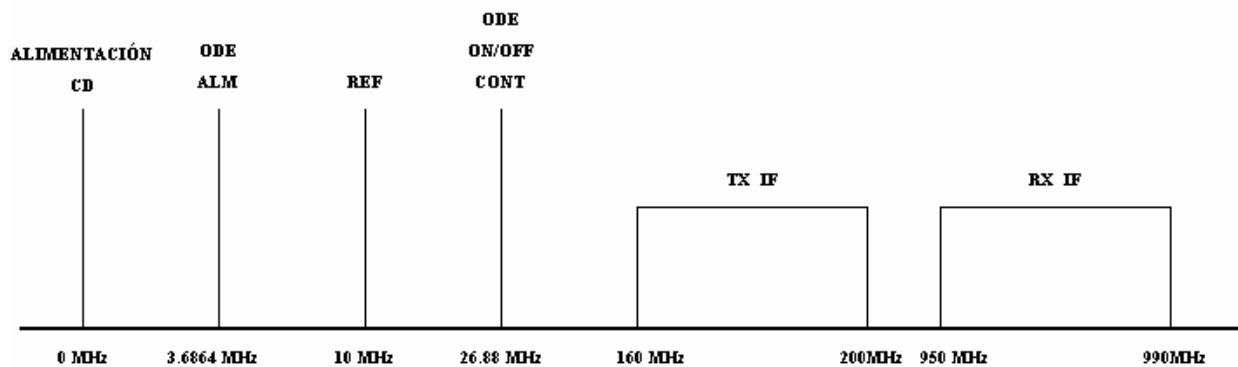 ALIMENTACIÓN
CD
ODE
ALM
REF
ODE
ON/OFF
CONT
TX IF
RX IF
0 MHz
3.6864 MHz
10 MHz
26.88 MHz
160 MHz
200MHz
950 MHz
990MHz